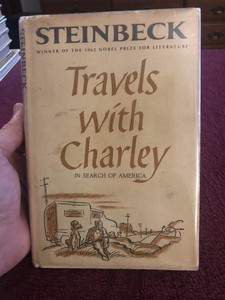 STEINBECK
WINNER OF THE 1962 NOBEL PRIZE FOR LITERATURE
Travels
with
Charley
IN SEARCH OF AMERICA